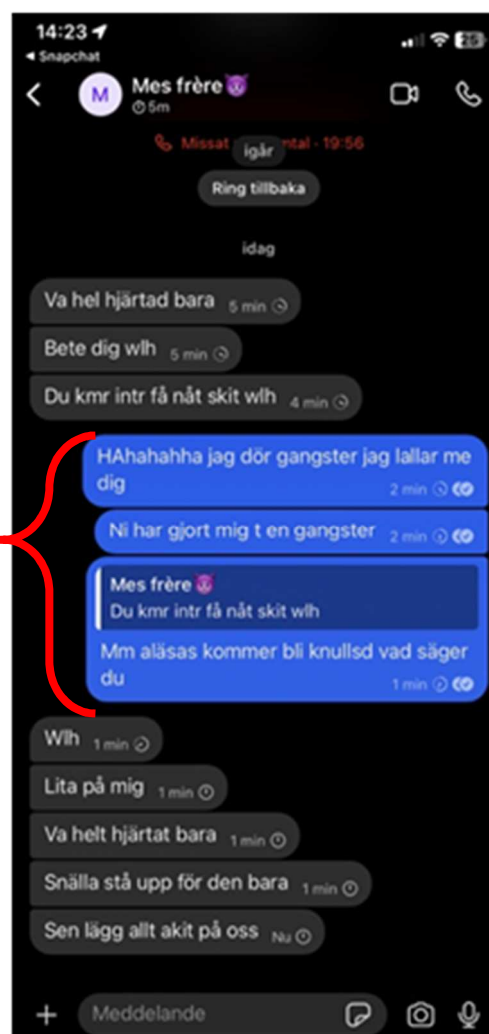 14:23
25
Snapchat
M
Mes frère
5m
Missat
igår
mtal · 19:56
Ring tillbaka
idag
Va hel hjärtad bara 5 min
Bete dig wlh 5 min
Du kmr intr få nåt skit wlh 4 min
HAhahahha jag dör gangster jag lallar me
dig 2 min
Ni har gjort mig t en gangster 2 min
Mes frère
Du kmr intr få nåt skit wlh
Mm aläsas kommer bli knullsd vad säger
du 1 min
Wlh 1 min
Lita på mig 1 min
Va helt hjärtat bara 1 min
Snälla stå upp för den bara 1 min
Sen lägg allt akit på oss Nu
Meddelande